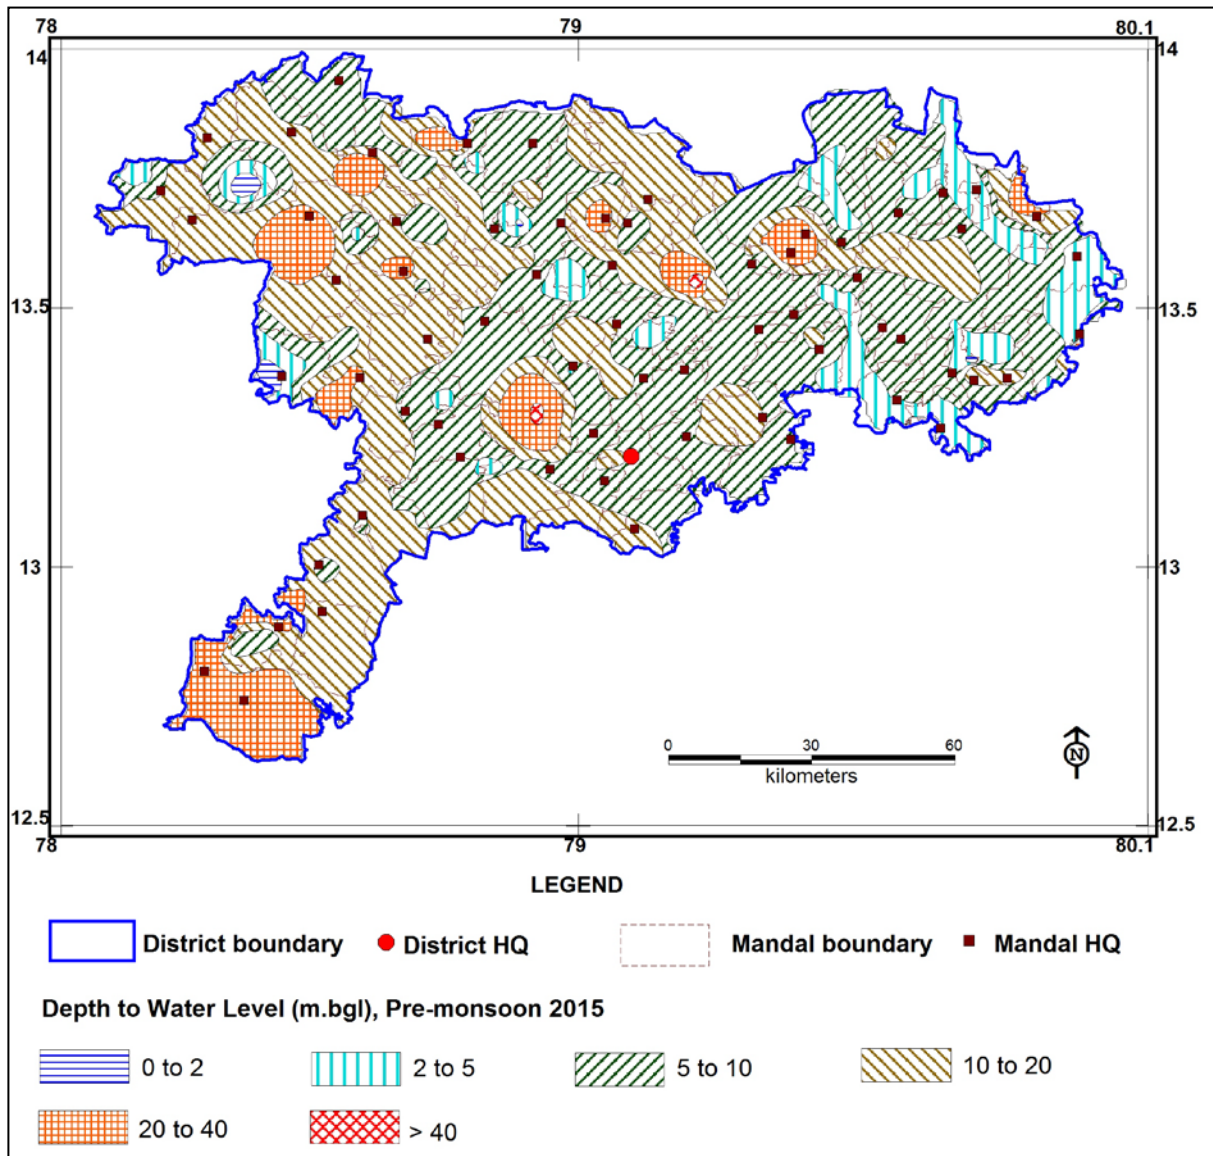 78 79 80.1
14 14
13.5 13.5
13 13
12.5 12.5
78 79 80.1
0 30 60
kilometers
N
LEGEND
District boundary District HQ Mandal boundary Mandal HQ
Depth to Water Level (m.bgl), Pre-monsoon 2015
0 to 2 2 to 5 5 to 10 10 to 20
20 to 40 > 40